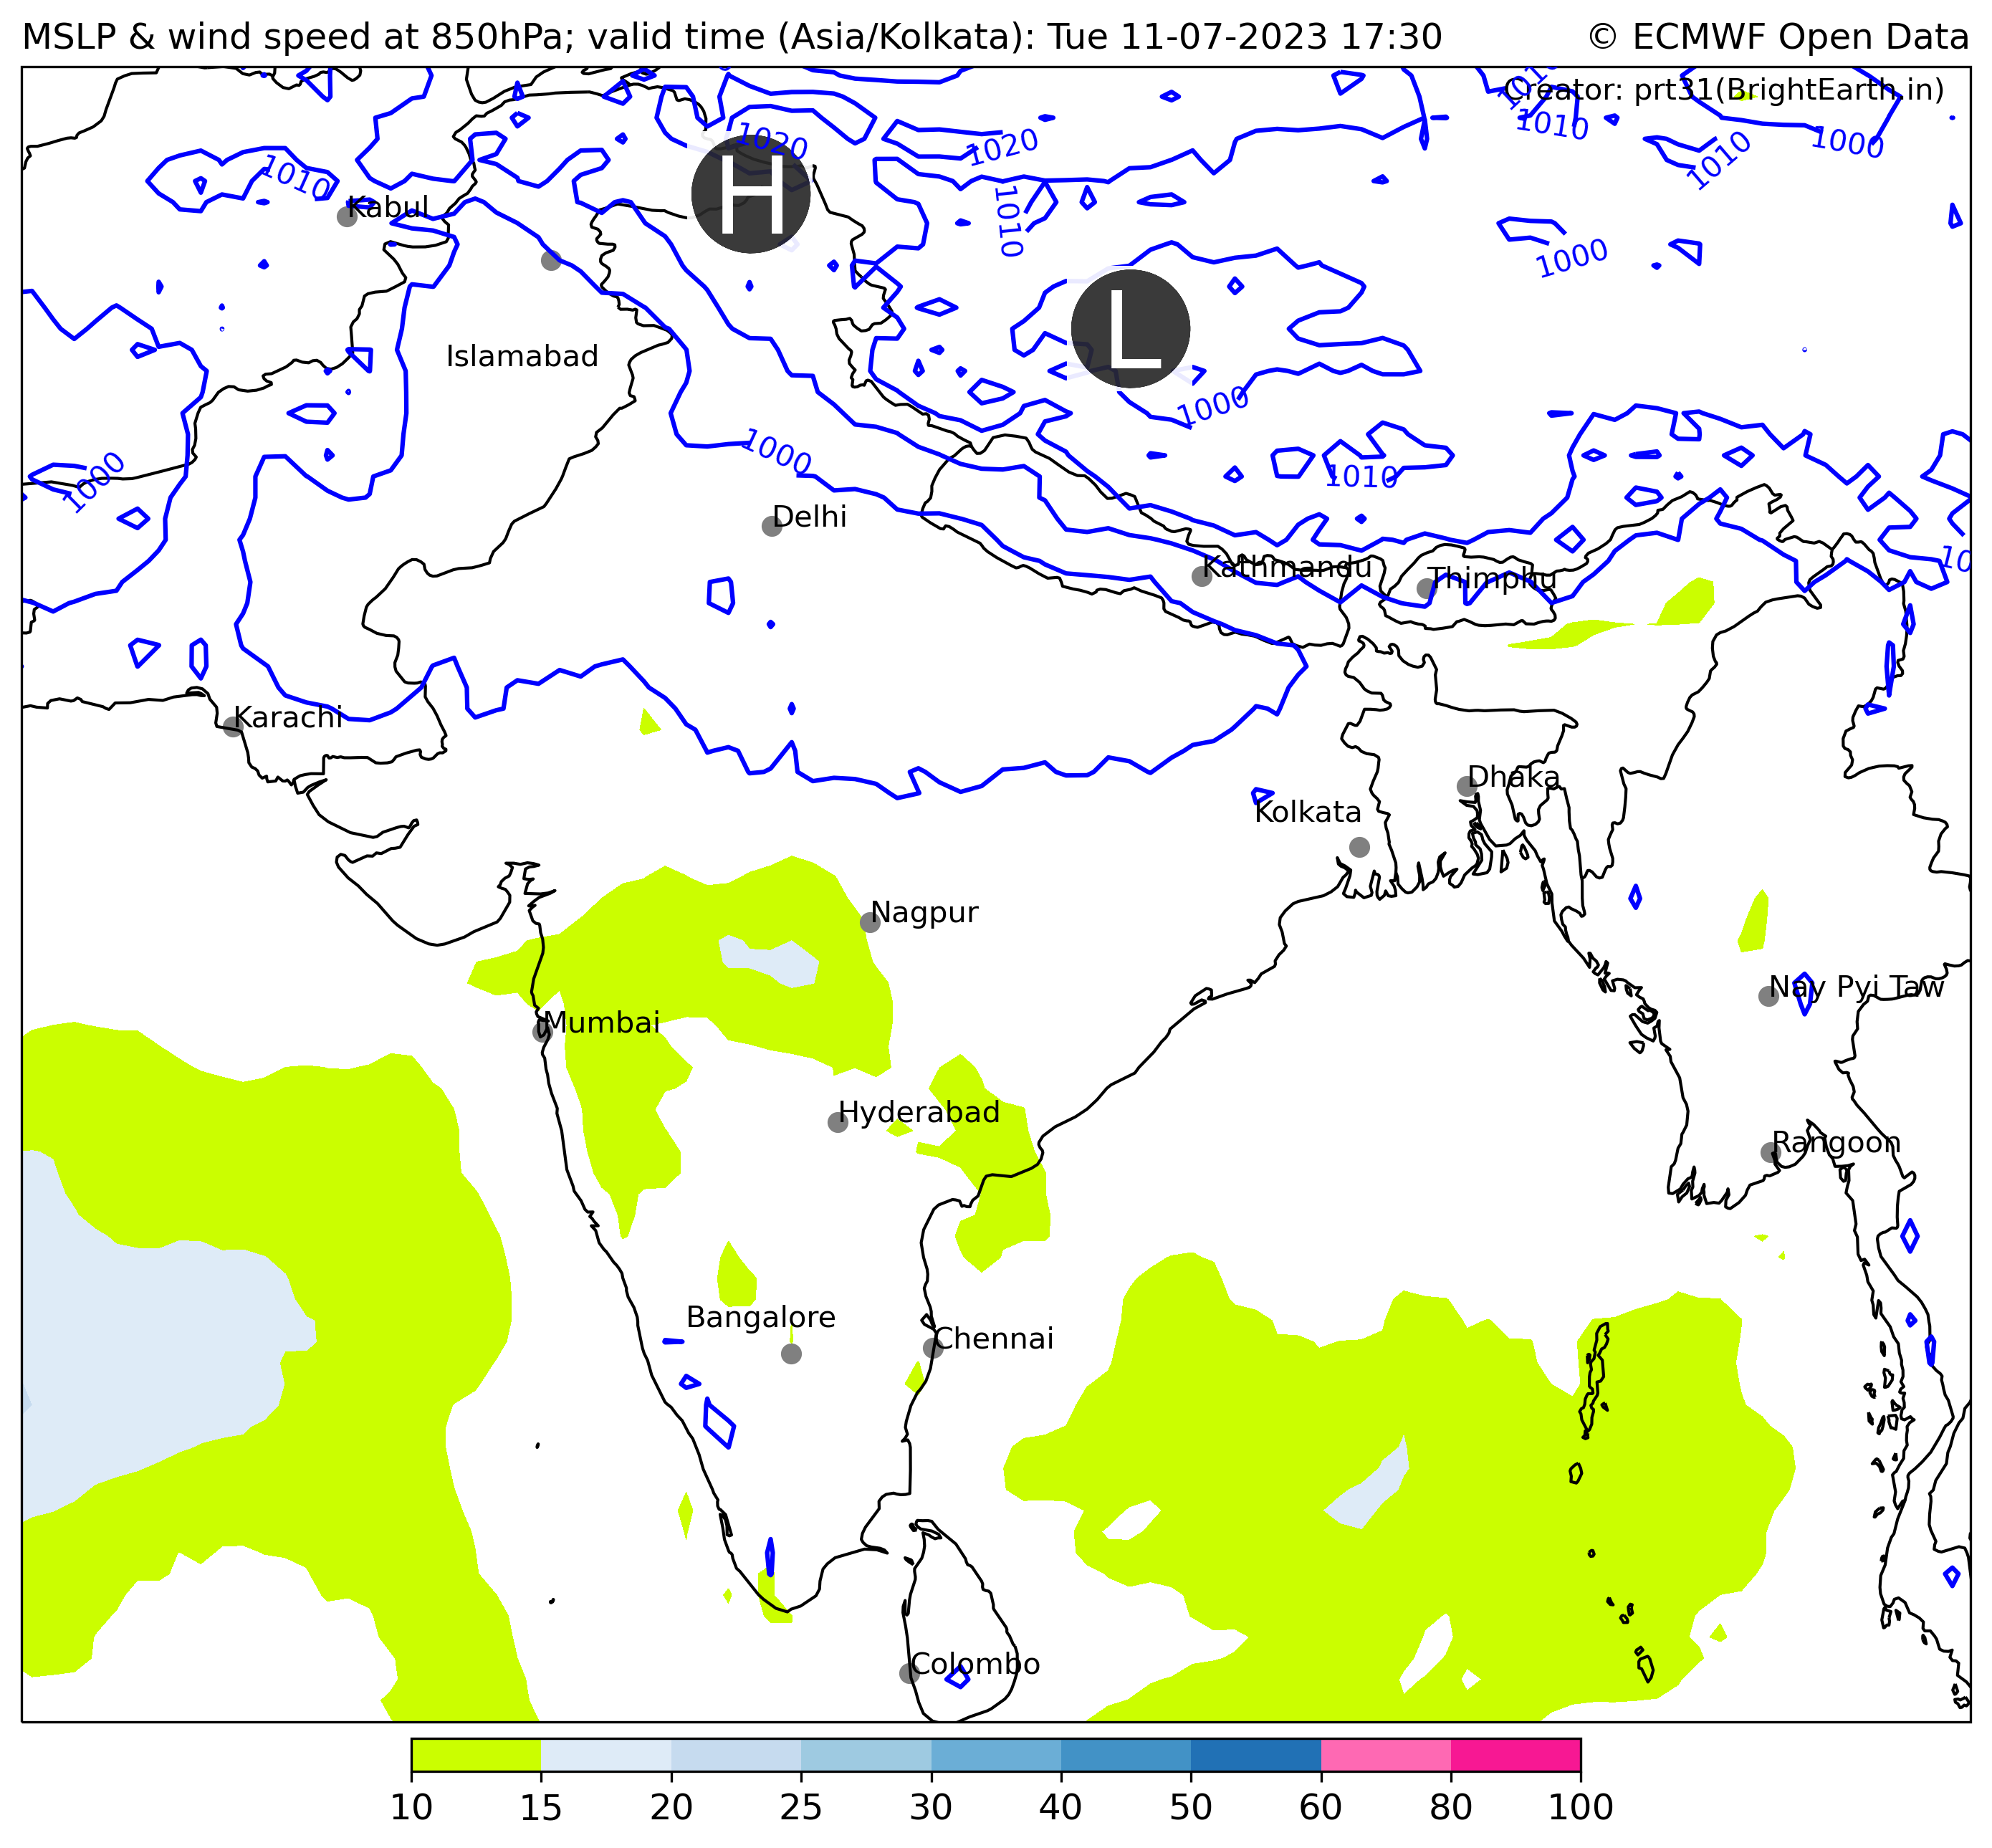 MSLP & wind speed at 850hPa; valid time (Asia/Kolkata): Tue 11-07-2023 17:30
© ECMWF Open Data
Creator: prt31(BrightEarth.in)
1010
1020
1020
1010
1000
1010
1010
H
Kabul
1010
1000
L
Islamabad
1000
1000
1000
1010
Delhi
Kathmandu
Thimphu
Karachi
Dhaka
Kolkata
Nagpur
Nay Pyi Taw
Mumbai
Hyderabad
Rangoon
Bangalore
Chennai
Colombo
10 15 20 25 30 40 50 60 80 100